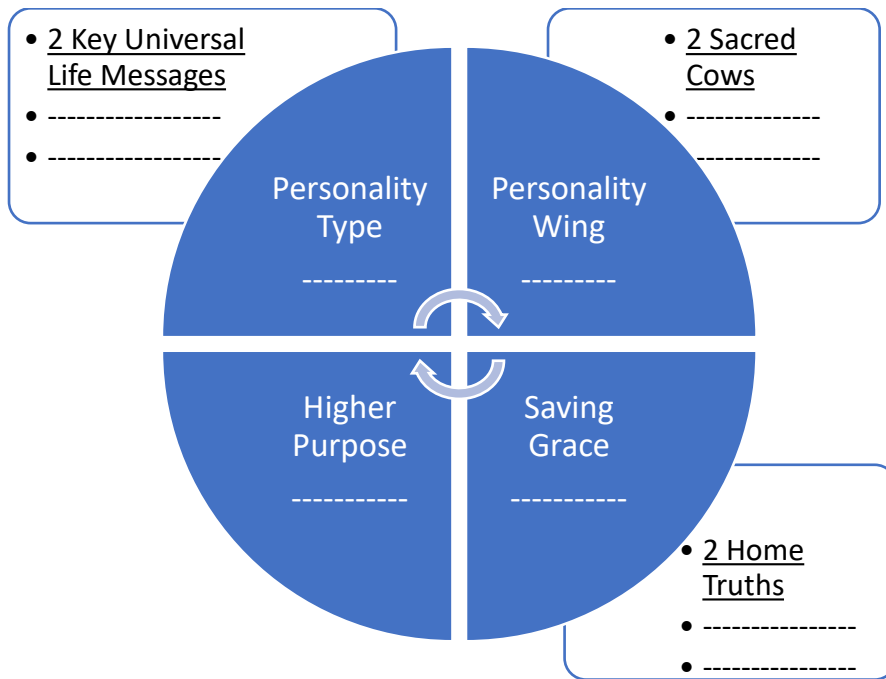 • 2 Key Universal
Life Messages
• ------------------
• ------------------
• 2 Sacred
Cows
• --------------
--------------
Personality
Type
---------
Personality
Wing
---------
Higher
Purpose
-----------
Saving
Grace
-----------
• 2 Home
Truths
• ----------------
• ----------------